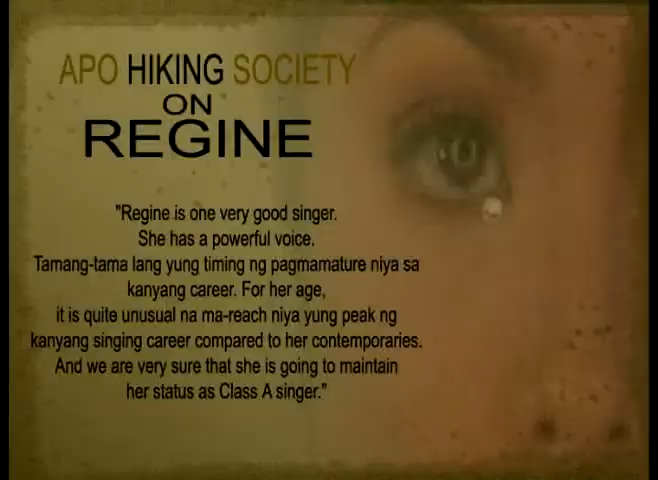 APO HIKING SOCIETY
ON
REGINE
"Regine is one very good singer.
She has a powerful voice.
Tamang-tama lang yung timing ng pagmamature niya sa
kanyang career. For her age,
it is quite unusual na ma-reach niya yung peak ng
kanyang singing career compared to her contemporaries.
And we are very sure that she is going to maintain
her status as Class A singer."